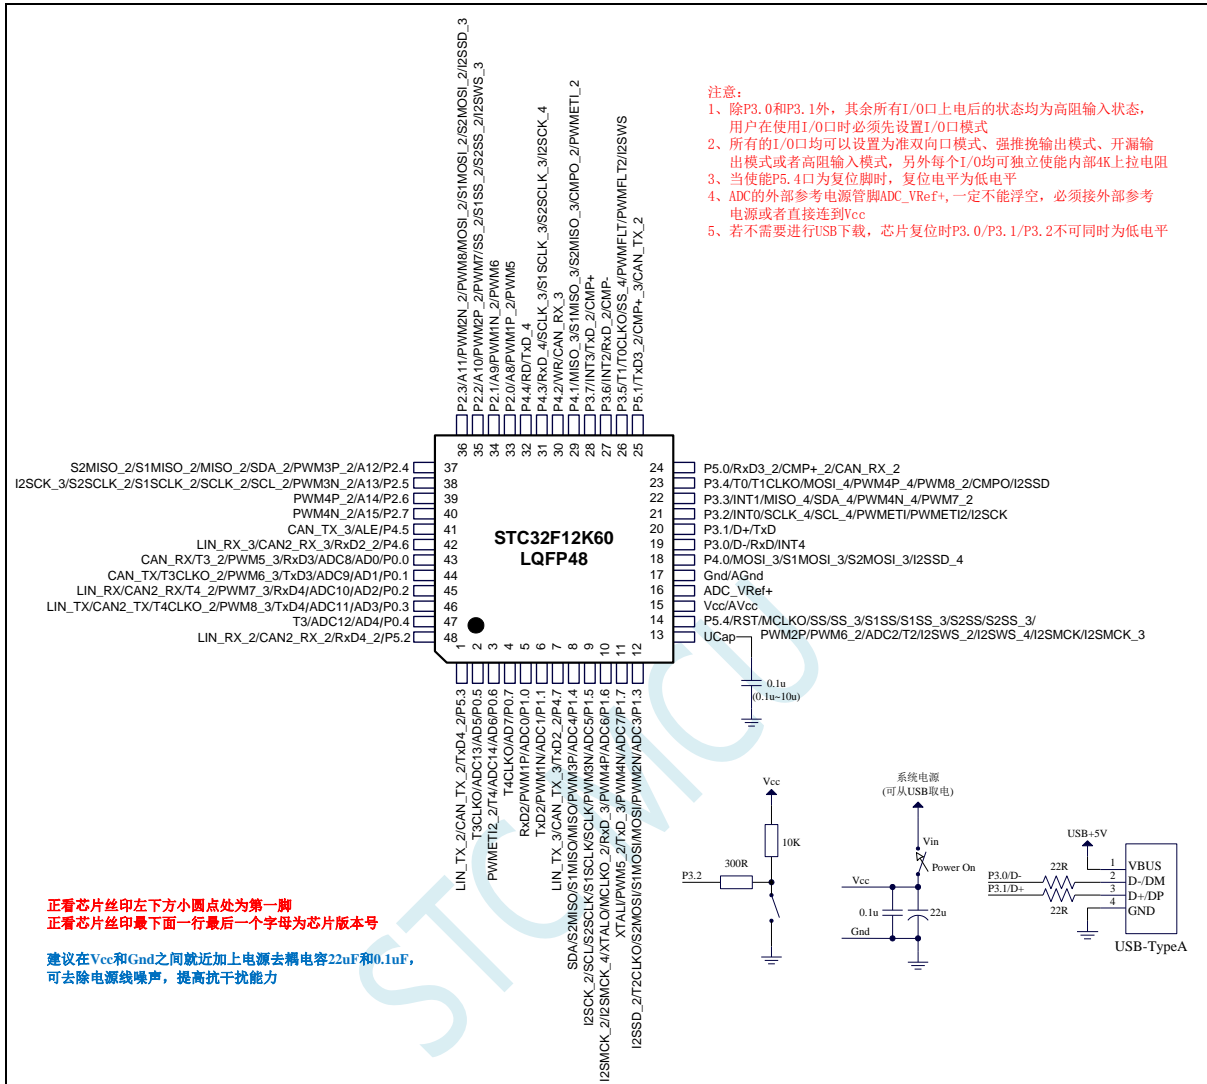 注意：
1、除P3.0和P3.1外，其余所有I/O口上电后的状态均为高阻输入状态，
用户在使用I/O口时必须先设置I/O口模式
2、所有的I/O口均可以设置为准双向口模式、强推挽输出模式、开漏输
出模式或者高阻输入模式，另外每个I/O均可独立使能内部4K上拉电阻
3、当使能P5.4口为复位脚时，复位电平为低电平
4、ADC的外部参考电源管脚ADC_VRef+,一定不能浮空，必须接外部参考
电源或者直接连到Vcc
5、若不需要进行USB下载，芯片复位时P3.0/P3.1/P3.2不可同时为低电平
P2.3/A11/PWM2N_2/PWM8/MOSI_2/S1MOSI_2/S2MOSI_2/I2SSD_3
P2.2/A10/PWM2P_2/PWM7/SS_2/S1SS_2/S2SS_2/I2SWS_3
P2.1/A9/PWM1N_2/PWM6
P2.0/A8/PWM1P_2/PWM5
P4.4/RD/TxD_4
P4.3/RxD_4/SCLK_3/S1SCLK_3/S2SCLK_3/I2SCK_4
P4.2/WR/CAN_RX_3
P4.1/MISO_3/S1MISO_3/S2MISO_3/CMPO_2/PWMETI_2
P3.7/INT3/TxD_2/CMP+
P3.6/INT2/RxD_2/CMP-
P3.5/T1/T0CLKO/SS_4/PWMFLT/PWMFLT2/I2SWS
P5.1/TxD3_2/CMP+_3/CAN_TX_2
36 35 34 33 32 31 30 29 28 27 26 25
S2MISO_2/S1MISO_2/MISO_2/SDA_2/PWM3P_2/A12/P2.4 37
I2SCK_3/S2SCLK_2/S1SCLK_2/SCLK_2/SCL_2/PWM3N_2/A13/P2.5 38
PWM4P_2/A14/P2.6 39
PWM4N_2/A15/P2.7 40
CAN_TX_3/ALE/P4.5 41
LIN_RX_3/CAN2_RX_3/RxD2_2/P4.6 42
CAN_RX/T3_2/PWM5_3/RxD3/ADC8/AD0/P0.0 43
CAN_TX/T3CLKO_2/PWM6_3/TxD3/ADC9/AD1/P0.1 44
LIN_RX/CAN2_RX/T4_2/PWM7_3/RxD4/ADC10/AD2/P0.2 45
LIN_TX/CAN2_TX/T4CLKO_2/PWM8_3/TxD4/ADC11/AD3/P0.3 46
T3/ADC12/AD4/P0.4 47
LIN_RX_2/CAN2_RX_2/RxD4_2/P5.2 48
STC32F12K60
LQFP48
24 P5.0/RxD3_2/CMP+_2/CAN_RX_2
23 P3.4/T0/T1CLKO/MOSI_4/PWM4P_4/PWM8_2/CMPO/I2SSD
22 P3.3/INT1/MISO_4/SDA_4/PWM4N_4/PWM7_2
21 P3.2/INT0/SCLK_4/SCL_4/PWMETI/PWMETI2/I2SCK
20 P3.1/D+/TxD
19 P3.0/D-/RxD/INT4
18 P4.0/MOSI_3/S1MOSI_3/S2MOSI_3/I2SSD_4
17 Gnd/AGnd
16 ADC_VRef+
15 Vcc/AVcc
14 P5.4/RST/MCLKO/SS/SS_3/S1SS/S1SS_3/S2SS/S2SS_3/
PWM2P/PWM6_2/ADC2/T2/I2SWS_2/I2SWS_4/I2SMCK/I2SMCK_3
13 UCap
0.1u
(0.1u~10u)
1 2 3 4 5 6 7 8 9 10 11 12
LIN_TX_2/CAN_TX_2/TxD4_2/P5.3
T3CLKO/ADC13/AD5/P0.5
PWMETI2_2/T4/ADC14/AD6/P0.6
T4CLKO/AD7/P0.7
RxD2/PWM1P/ADC0/P1.0
TxD2/PWM1N/ADC1/P1.1
LIN_TX_3/CAN_TX_3/TxD2_2/P4.7
SDA/S2MISO/S1MISO/MISO/PWM3P/ADC4/P1.4
I2SCK_2/SCL/S2SCLK/S1SCLK/SCLK/PWM3N/ADC5/P1.5
I2SMCK_2/I2SMCK_4/XTALO/MCLKO_2/RxD_3/PWM4P/ADC6/P1.6
XTALI/PWM5_2/TxD_3/PWM4N/ADC7/P1.7
I2SSD_2/T2CLKO/S2MOSI/S1MOSI/MOSI/PWM2N/ADC3/P1.3
Vcc
10K
300R
P3.2
系统电源
(可从USB取电)
Vin
Power On
Vcc
0.1u
22u
Gnd
USB+5V
P3.0/D-
P3.1/D+
22R
22R
1 VBUS
2 D-/DM
3 D+/DP
4 GND
USB-TypeA
正看芯片丝印左下方小圆点处为第一脚
正看芯片丝印最下面一行最后一个字母为芯片版本号
建议在Vcc和Gnd之间就近加上电源去耦电容22uF和0.1uF，
可去除电源线噪声，提高抗干扰能力
STCMCU